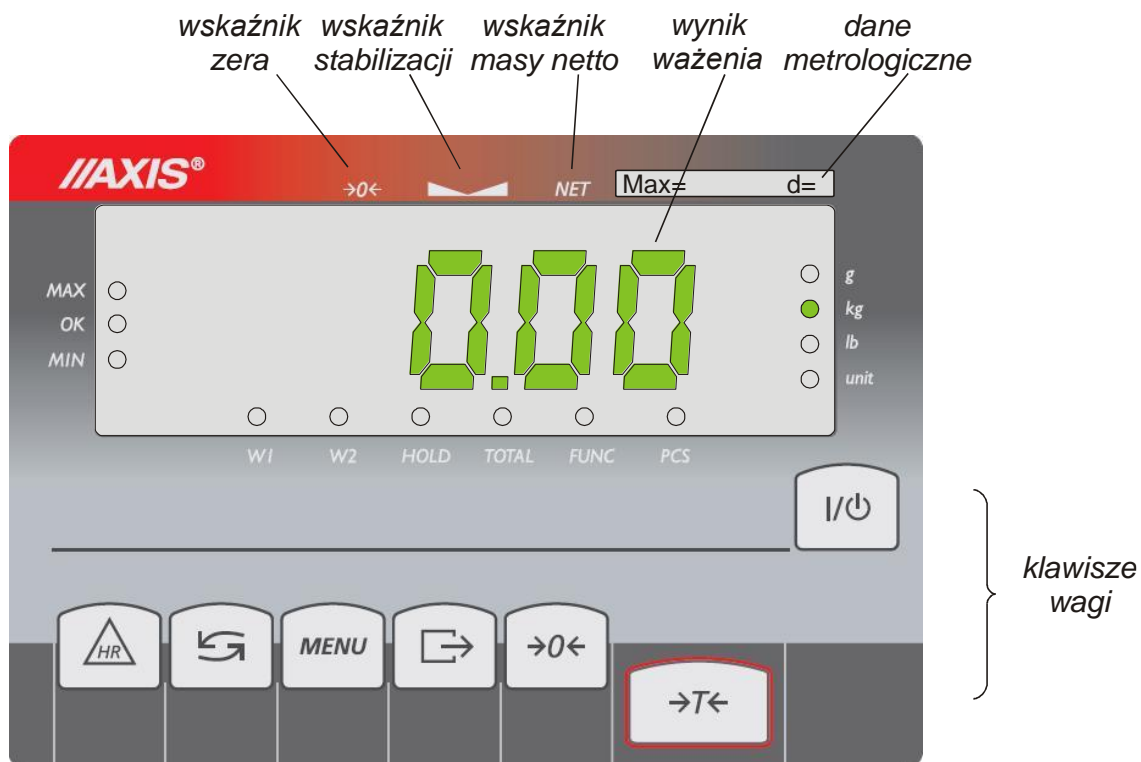 wskaźnik zera
wskaźnik stabilizacji
wskaźnik masy netto
wynik ważenia
dane metrologiczne
//AXIS®
→0← NET Max= d=
0.00
MAX
OK
MIN
g
kg
lb
unit
W1 W2 HOLD TOTAL FUNC PCS
I/⏻
klawisze
wagi
HR MENU →0←
→T←